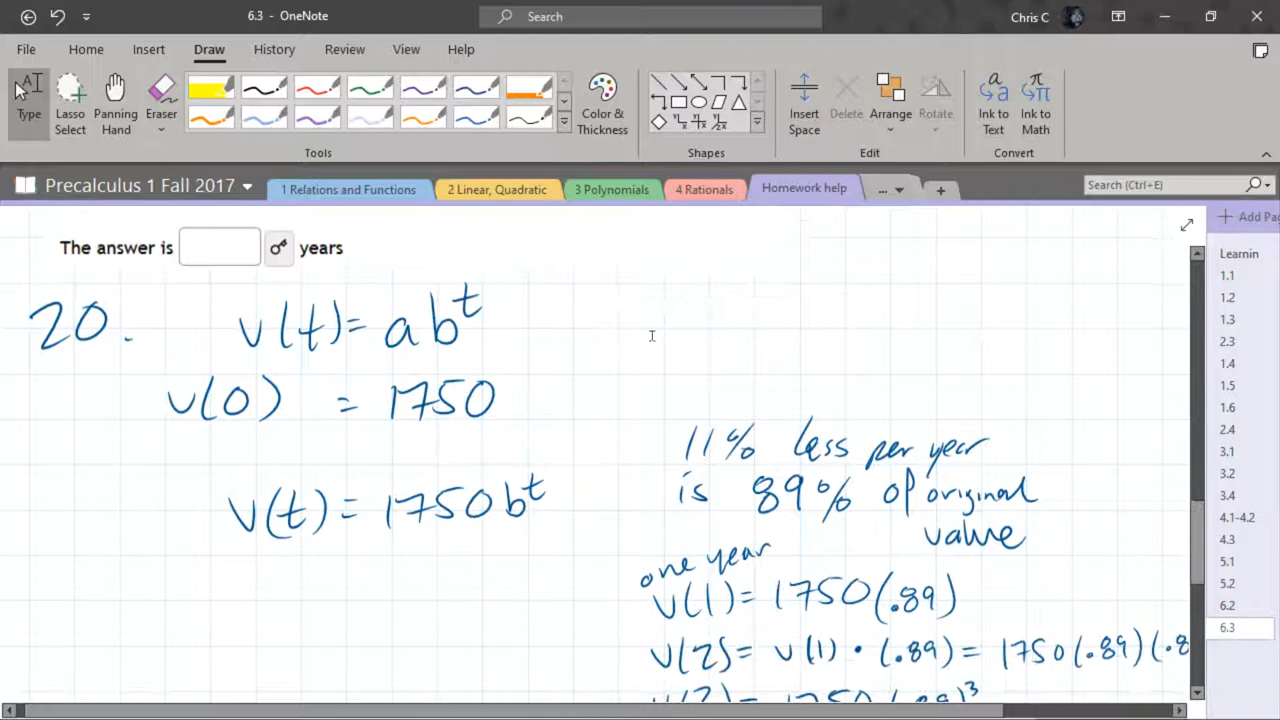 6.3 - OneNote
Search
Chris C
File Home Insert Draw History Review View Help
Type
Lasso Select
Panning Hand
Eraser
Color & Thickness
Insert Space
Delete
Arrange
Rotate
Ink to Text
Ink to Math
Tools
Shapes
Edit
Convert
Precalculus 1 Fall 2017
1 Relations and Functions
2 Linear, Quadratic
3 Polynomials
4 Rationals
Homework help
...
Search (Ctrl+E)
The answer is years
20. v(t) = ab^t
v(0) = 1750
v(t) = 1750b^t
11% less per year
is 89% of original
value
one year
v(1) = 1750(.89)
v(2) = v(1) · (.89) = 1750(.89)(.8
Add Pa
Learnin
1.1
1.2
1.3
2.3
1.4
1.5
1.6
2.4
3.1
3.2
3.4
4.1-4.2
4.3
5.1
5.2
6.2
6.3